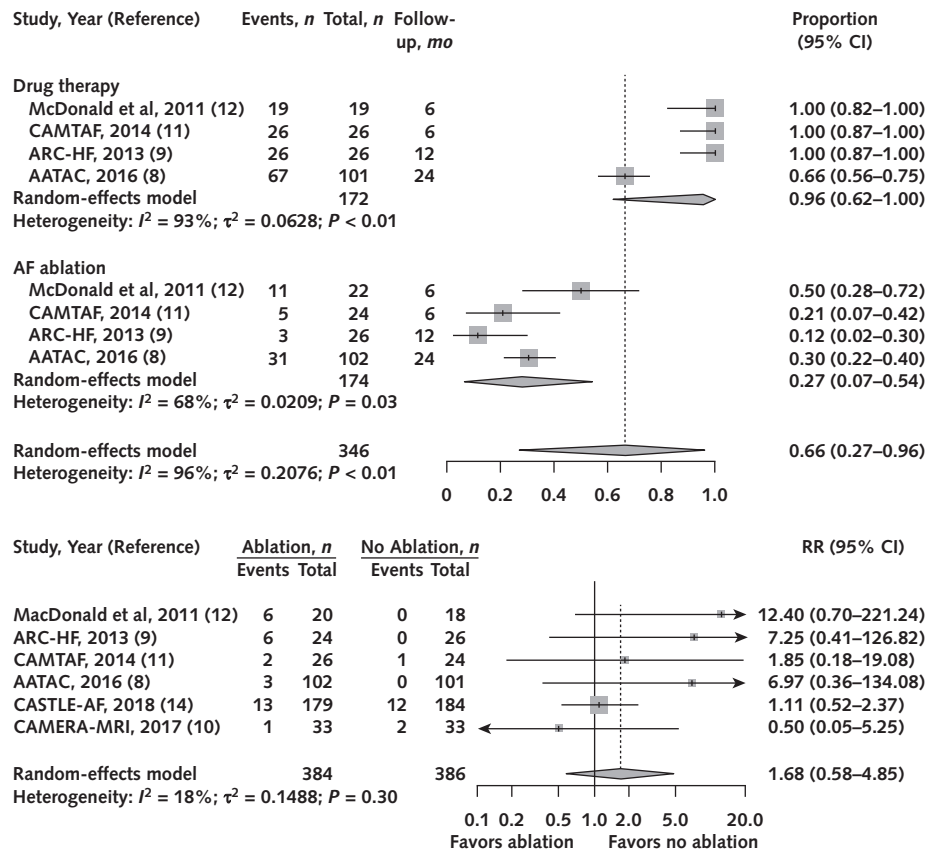 Study, Year (Reference) Events, n Total, n Follow-up, mo Proportion (95% CI)
Drug therapy
McDonald et al, 2011 (12) 19 19 6 1.00 (0.82–1.00)
CAMTAF, 2014 (11) 26 26 6 1.00 (0.87–1.00)
ARC-HF, 2013 (9) 26 26 12 1.00 (0.87–1.00)
AATAC, 2016 (8) 67 101 24 0.66 (0.56–0.75)
Random-effects model 172 0.96 (0.62–1.00)
Heterogeneity: I² = 93%; τ² = 0.0628; P < 0.01
AF ablation
McDonald et al, 2011 (12) 11 22 6 0.50 (0.28–0.72)
CAMTAF, 2014 (11) 5 24 6 0.21 (0.07–0.42)
ARC-HF, 2013 (9) 3 26 12 0.12 (0.02–0.30)
AATAC, 2016 (8) 31 102 24 0.30 (0.22–0.40)
Random-effects model 174 0.27 (0.07–0.54)
Heterogeneity: I² = 68%; τ² = 0.0209; P = 0.03
Random-effects model 346 0.66 (0.27–0.96)
Heterogeneity: I² = 96%; τ² = 0.2076; P < 0.01
0 0.2 0.4 0.6 0.8 1.0
Study, Year (Reference) Ablation, n No Ablation, n RR (95% CI)
Events Total Events Total
MacDonald et al, 2011 (12) 6 20 0 18 12.40 (0.70–221.24)
ARC-HF, 2013 (9) 6 24 0 26 7.25 (0.41–126.82)
CAMTAF, 2014 (11) 2 26 1 24 1.85 (0.18–19.08)
AATAC, 2016 (8) 3 102 0 101 6.97 (0.36–134.08)
CASTLE-AF, 2018 (14) 13 179 12 184 1.11 (0.52–2.37)
CAMERA-MRI, 2017 (10) 1 33 2 33 0.50 (0.05–5.25)
Random-effects model 384 386 1.68 (0.58–4.85)
Heterogeneity: I² = 18%; τ² = 0.1488; P = 0.30
0.1 0.2 0.5 1.0 2.0 5.0 20.0
Favors ablation Favors no ablation